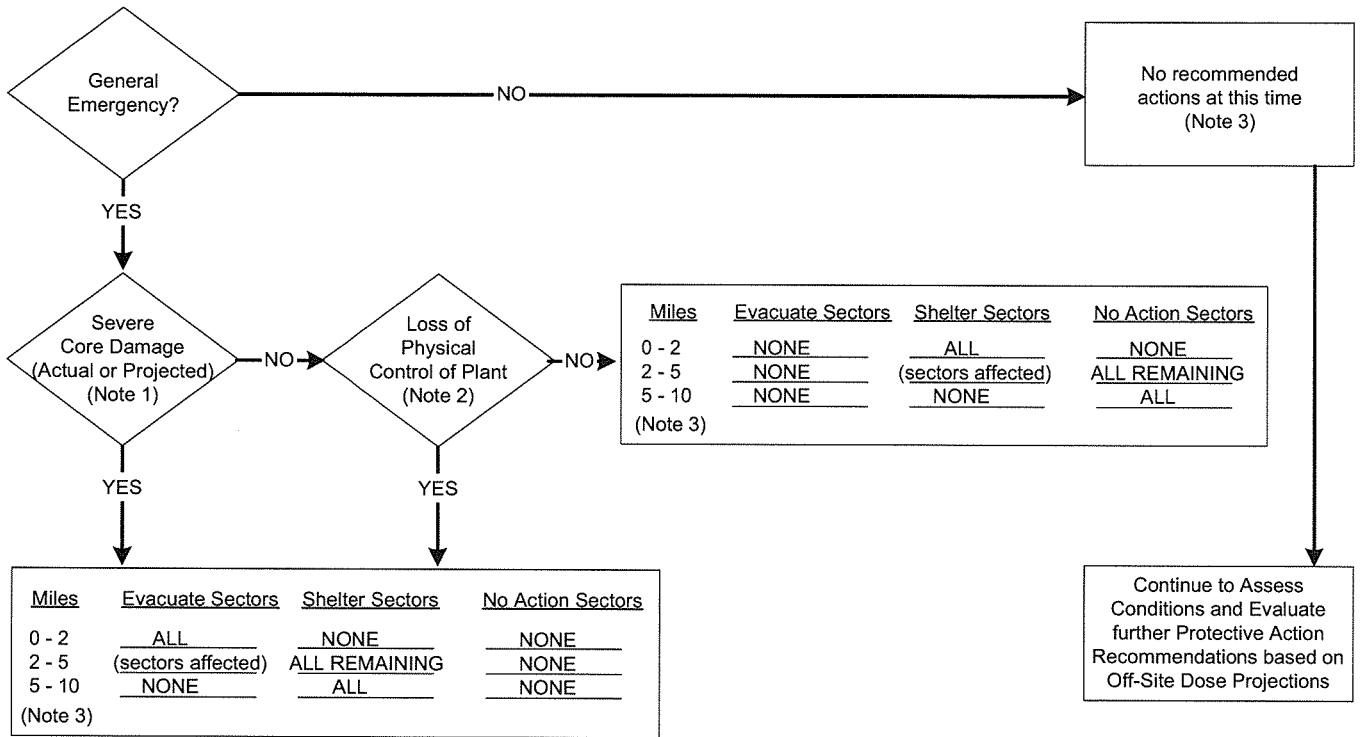 General
Emergency?
NO
No recommended
actions at this time
(Note 3)
YES
Severe
Core Damage
(Actual or Projected)
(Note 1)
NO
Loss of
Physical
Control of Plant
(Note 2)
NO
Miles Evacuate Sectors Shelter Sectors No Action Sectors
0 - 2 NONE ALL NONE
2 - 5 NONE (sectors affected) ALL REMAINING
5 - 10 NONE NONE ALL
(Note 3)
YES
YES
Miles Evacuate Sectors Shelter Sectors No Action Sectors
0 - 2 ALL NONE NONE
2 - 5 (sectors affected) ALL REMAINING NONE
5 - 10 NONE ALL NONE
(Note 3)
Continue to Assess
Conditions and Evaluate
further Protective Action
Recommendations based on
Off-Site Dose Projections